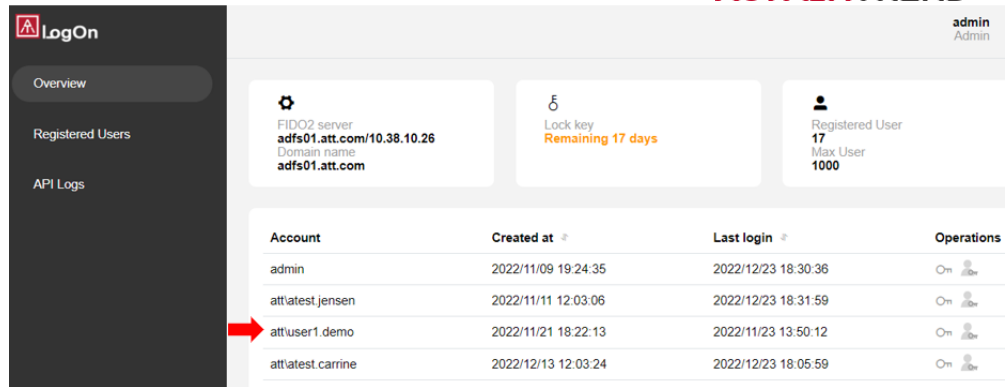 LogOn
admin
Admin
Overview
Registered Users
API Logs
FIDO2 server
adfs01.att.com/10.38.10.26
Domain name
adfs01.att.com
Lock key
Remaining 17 days
Registered User
17
Max User
1000
Account Created at Last login Operations
admin 2022/11/09 19:24:35 2022/12/23 18:30:36
att\atest.jensen 2022/11/11 12:03:06 2022/12/23 18:31:59
att\user1.demo 2022/11/21 18:22:13 2022/11/23 13:50:12
att\atest.carrine 2022/12/13 12:03:24 2022/12/23 18:05:59